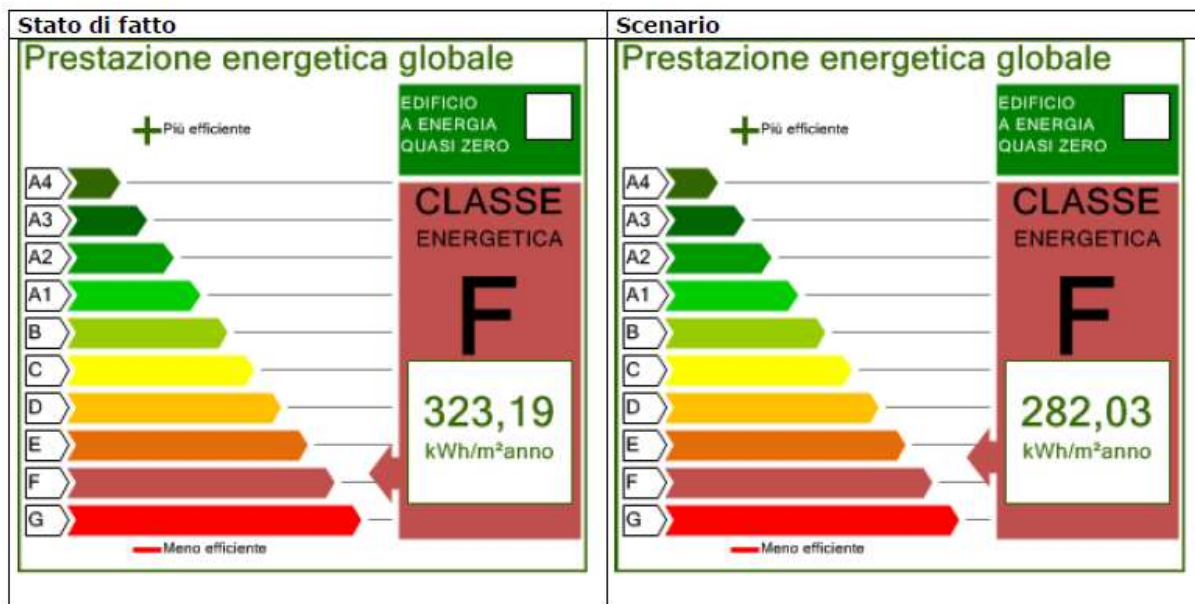 Stato di fatto
Prestazione energetica globale
EDIFICIO
A ENERGIA
QUASI ZERO
Più efficiente
A4
A3
A2
A1
B
C
D
E
F
G
CLASSE
ENERGETICA
F
323,19
kWh/m²anno
Meno efficiente
Scenario
Prestazione energetica globale
EDIFICIO
A ENERGIA
QUASI ZERO
Più efficiente
A4
A3
A2
A1
B
C
D
E
F
G
CLASSE
ENERGETICA
F
282,03
kWh/m²anno
Meno efficiente